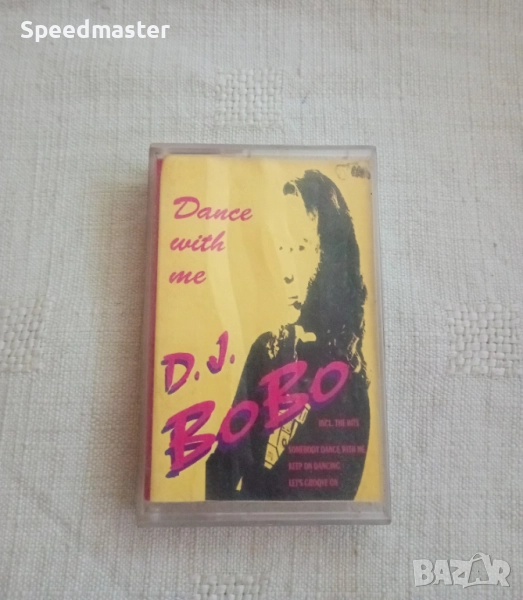 Speedmaster
Dance
with
me
D.J.
BoBo
INCL. THE HITS
SOMEBODY DANCE WITH ME
KEEP ON DANCING
LET'S GROOVE ON
BAZAR